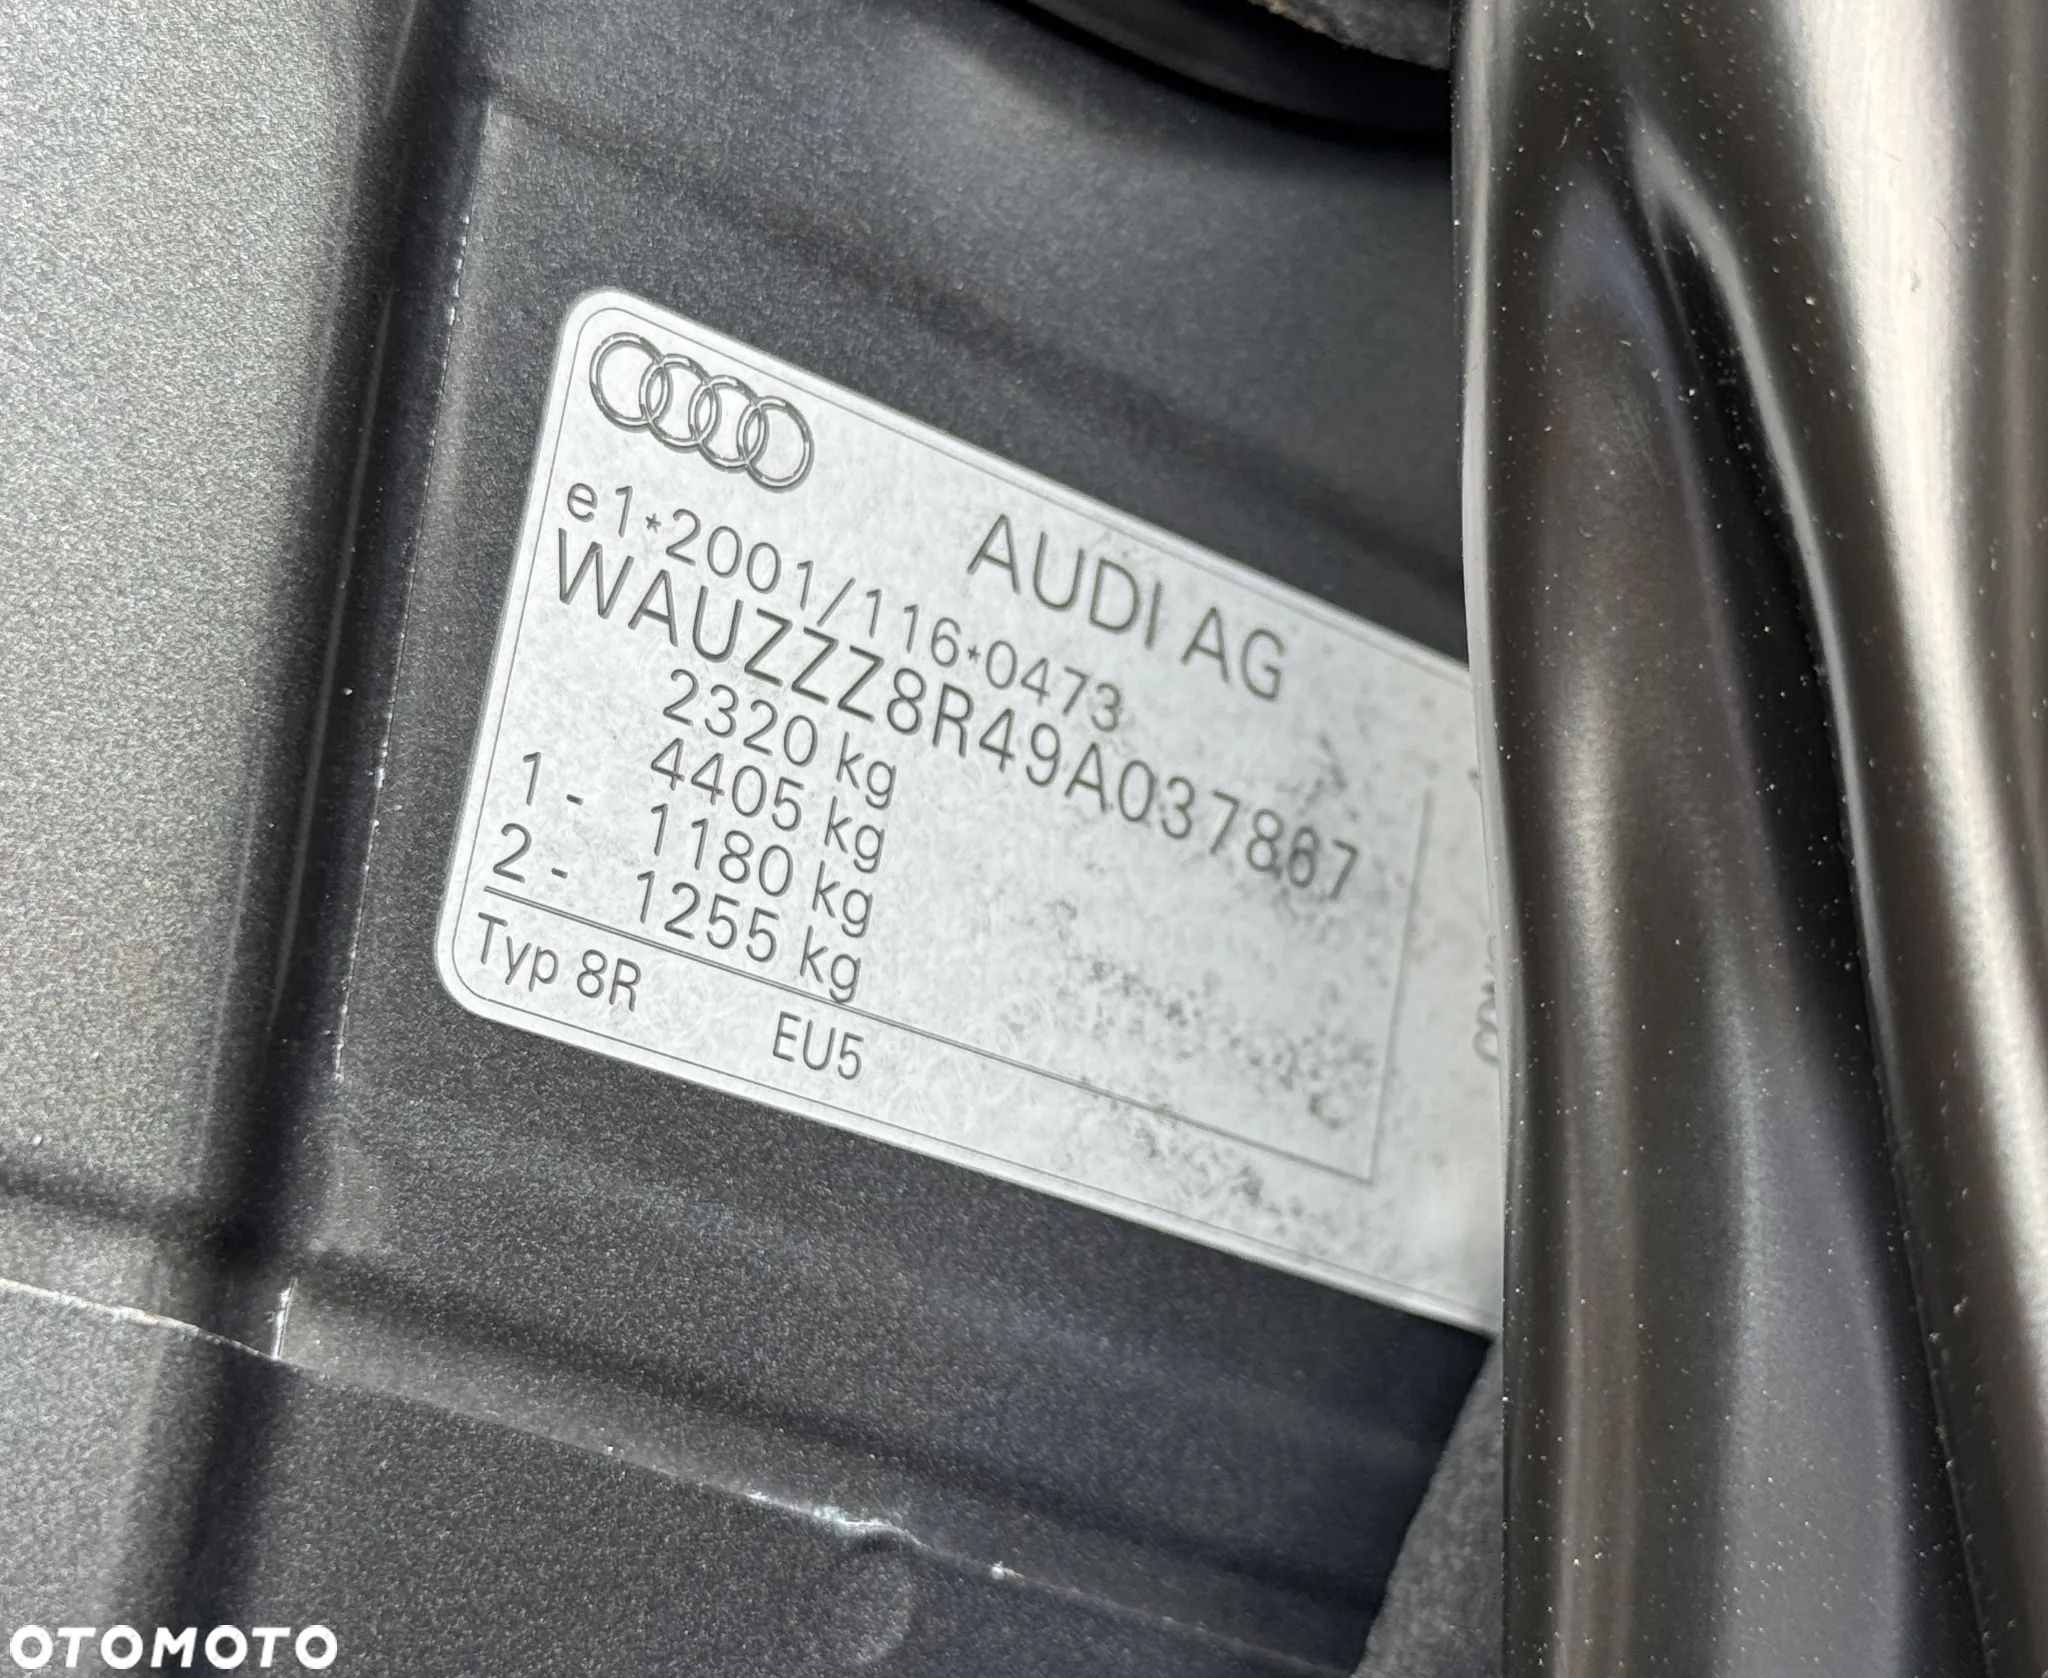 AUDI AG
e1*2001/116*0473
WAUZZZ8R49A037867
2320 kg
4405 kg
1 - 1180 kg
2 - 1255 kg
Typ 8R EU5
OTOMOTO